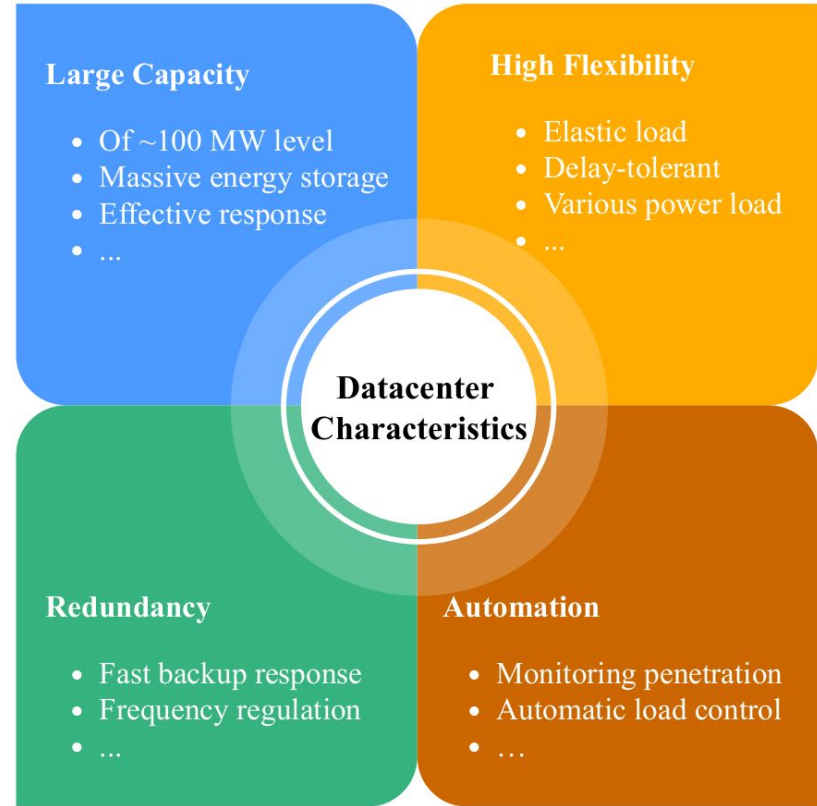 Large Capacity
• Of ~100 MW level
• Massive energy storage
• Effective response
• ...
High Flexibility
• Elastic load
• Delay-tolerant
• Various power load
• ...
Datacenter
Characteristics
Redundancy
• Fast backup response
• Frequency regulation
• ...
Automation
• Monitoring penetration
• Automatic load control
• …